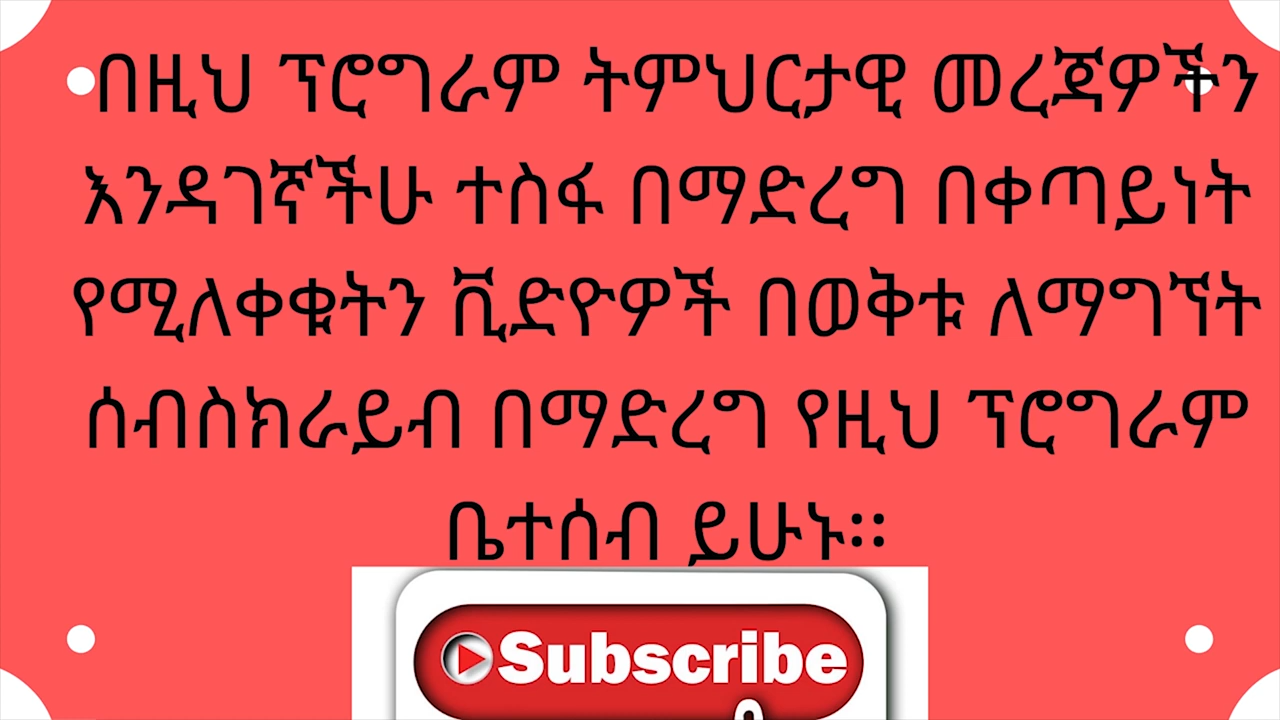 በዚህ ፕሮግራም ትምህርታዊ መረጃዎችን
እንዳገኛችሁ ተስፋ በማድረግ በቀጣይነት
የሚለቀቁትን ቪድዮዎች በወቅቱ ለማግኘት
ሰብስክራይብ በማድረግ የዚህ ፕሮግራም
ቤተሰብ ይሁኑ፡፡
Subscribe